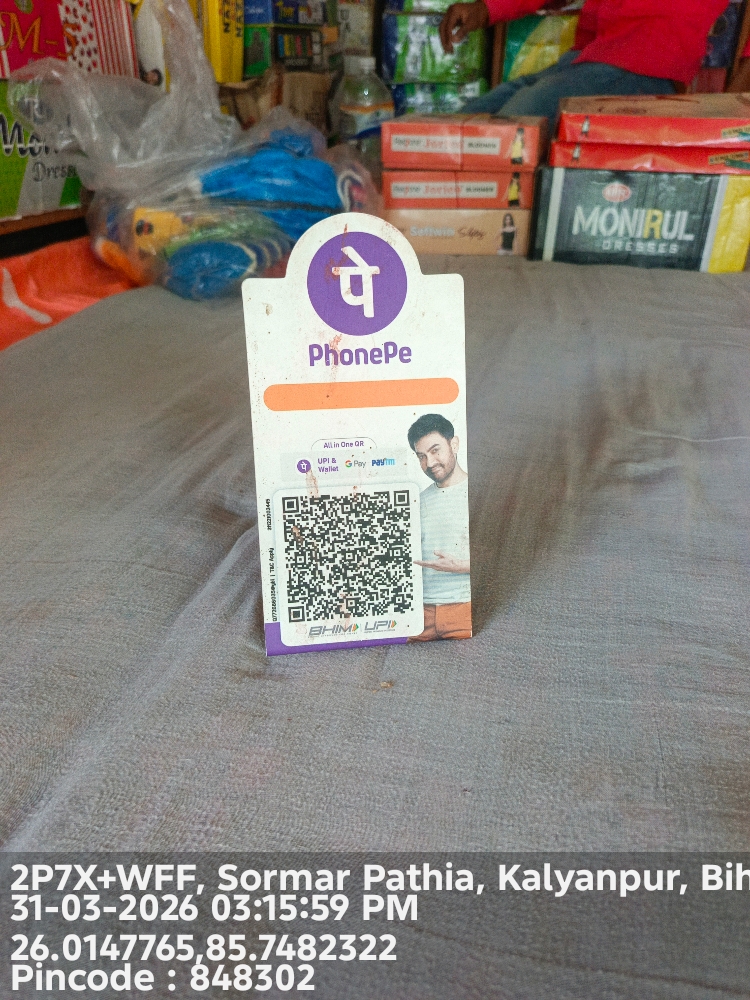 M-
Mon
Dress
MONIRUL
DRESSES
पे
PhonePe
All in One QR
पे UPI & Wallet G Pay paytm
BHIM UPI
2P7X+WFF, Sormar Pathia, Kalyanpur, Bih
31-03-2026 03:15:59 PM
26.0147765,85.7482322
Pincode : 848302